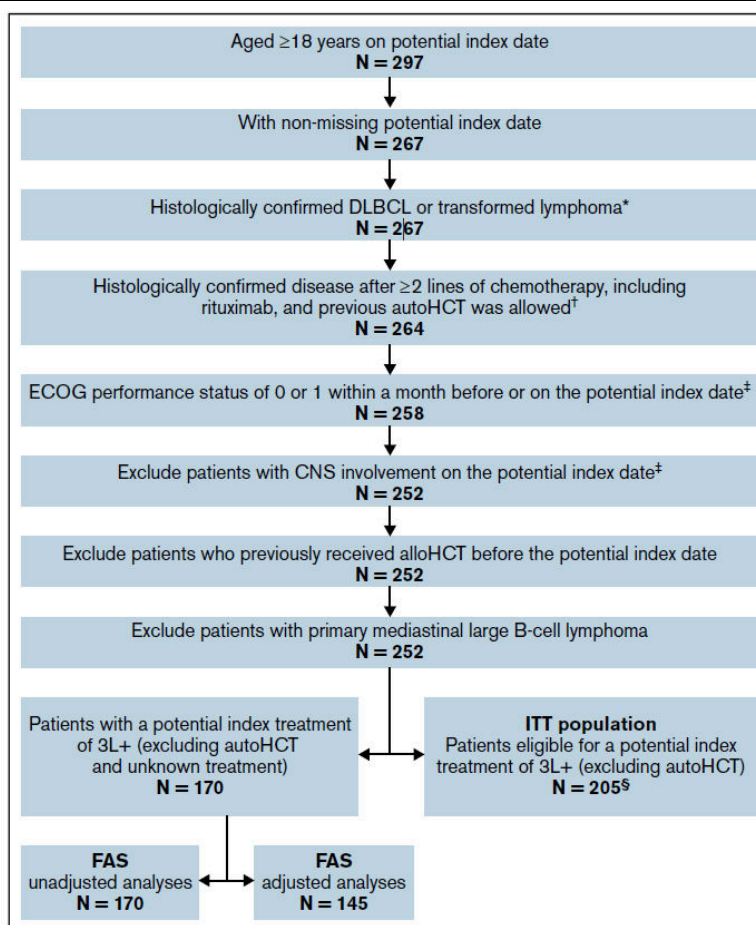 Aged ≥18 years on potential index date
N = 297
With non-missing potential index date
N = 267
Histologically confirmed DLBCL or transformed lymphoma*
N = 267
Histologically confirmed disease after ≥2 lines of chemotherapy, including
rituximab, and previous autoHCT was allowed†
N = 264
ECOG performance status of 0 or 1 within a month before or on the potential index date‡
N = 258
Exclude patients with CNS involvement on the potential index date‡
N = 252
Exclude patients who previously received alloHCT before the potential index date
N = 252
Exclude patients with primary mediastinal large B-cell lymphoma
N = 252
Patients with a potential index treatment
of 3L+ (excluding autoHCT
and unknown treatment)
N = 170
ITT population
Patients eligible for a potential index
treatment of 3L+ (excluding autoHCT)
N = 205§
FAS
unadjusted analyses
N = 170
FAS
adjusted analyses
N = 145